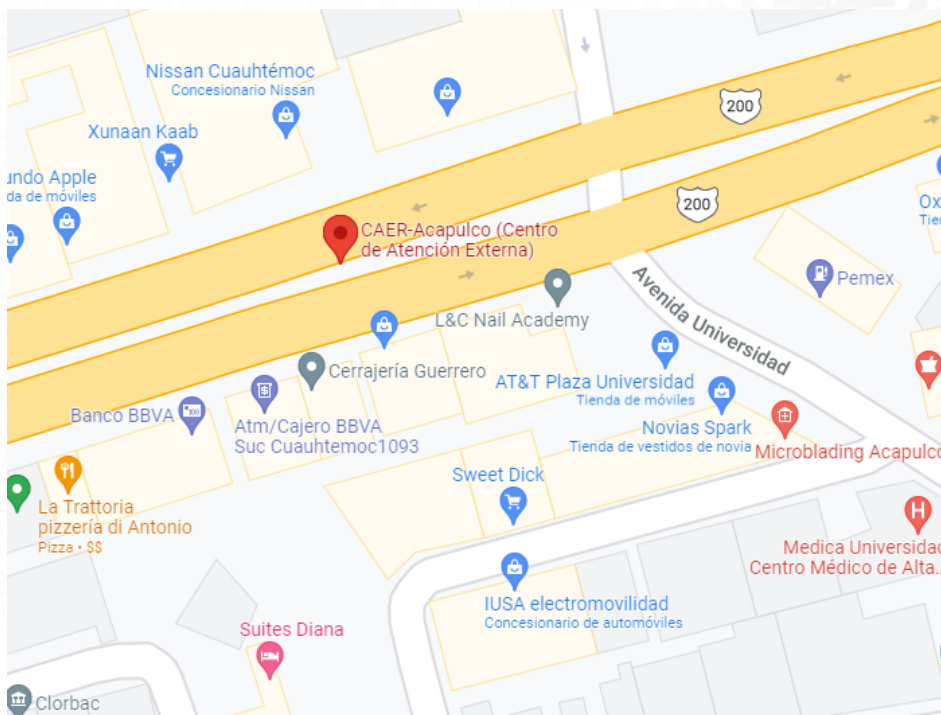 Nissan Cuauhtémoc
Concesionario Nissan
200
Xunaan Kaab
undo Apple
da de móviles
200
CAER-Acapulco (Centro
de Atención Externa)
Ox
Tien
Pemex
Avenida Universidad
L&C Nail Academy
Cerrajería Guerrero
AT&T Plaza Universidad
Tienda de móviles
Banco BBVA
Atm/Cajero BBVA
Suc Cuauhtemoc1093
Novias Spark
Tienda de vestidos de novia
Microblading Acapulco
Sweet Dick
La Trattoria
pizzería di Antonio
Pizza • $$
Medica Universidad
Centro Médico de Alta...
IUSA electromovilidad
Concesionario de automóviles
Suites Diana
Clorbac